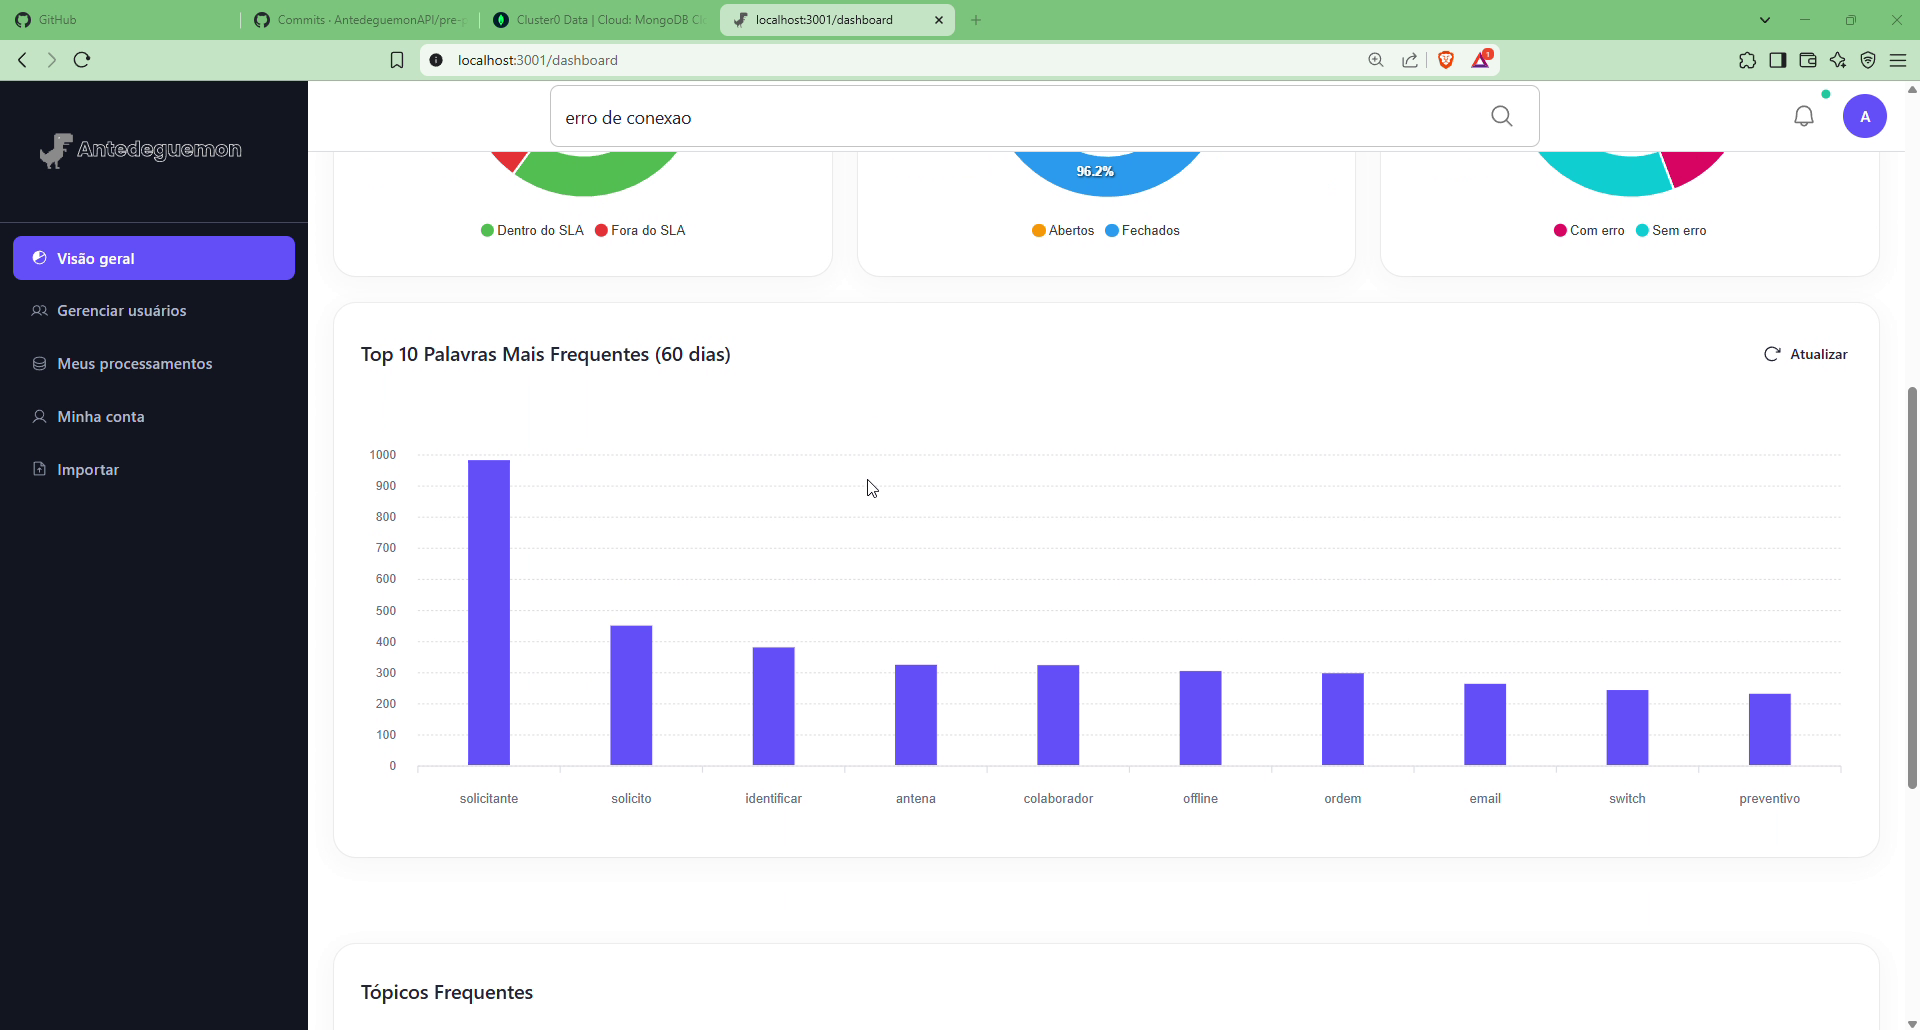 GitHub
Commits · AntedeguemonAPI/pre-p
Cluster0 Data | Cloud: MongoDB Cl
localhost:3001/dashboard
localhost:3001/dashboard
1
Antedeguemon
erro de conexao
A
Visão geral
Gerenciar usuários
Meus processamentos
Minha conta
Importar
96.2%
Dentro do SLA Fora do SLA
Abertos Fechados
Com erro Sem erro
Top 10 Palavras Mais Frequentes (60 dias)
Atualizar
1000
900
800
700
600
500
400
300
200
100
0
solicitante solicito identificar antena colaborador offline ordem email switch preventivo
Tópicos Frequentes